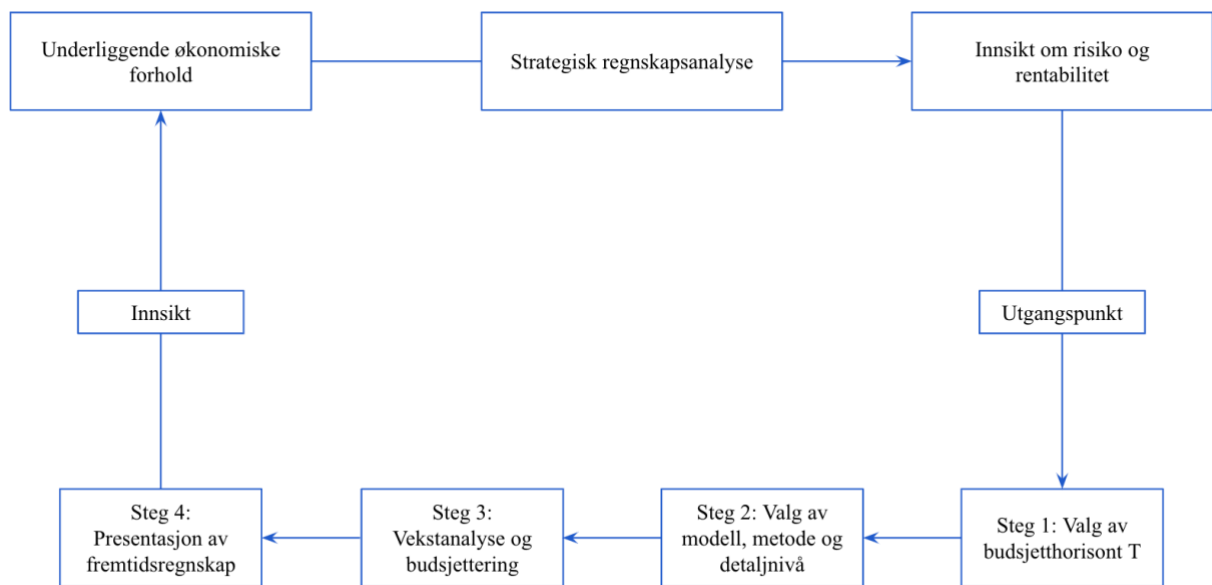 Underliggende økonomiske
forhold
Strategisk regnskapsanalyse
Innsikt om risiko og
rentabilitet
Innsikt
Utgangspunkt
Steg 4:
Presentasjon av
fremtidsregnskap
Steg 3:
Vekstanalyse og
budsjettering
Steg 2: Valg av
modell, metode og
detaljnivå
Steg 1: Valg av
budsjetthorisont T